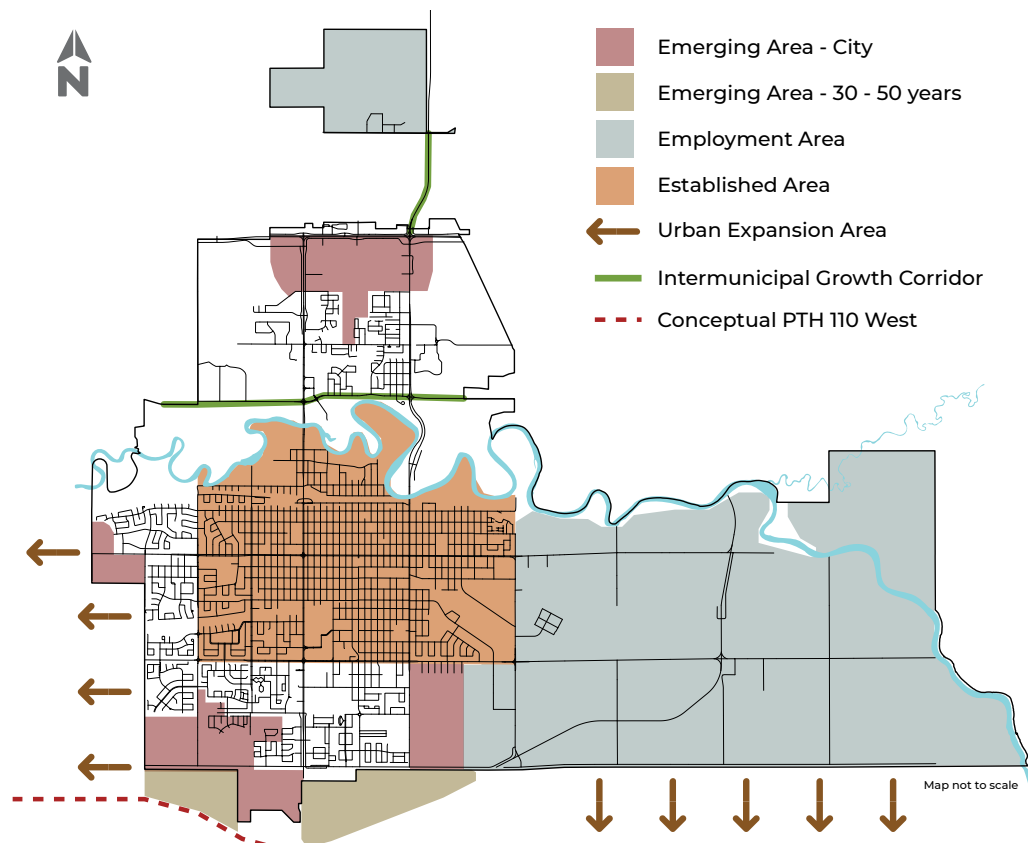 N
Emerging Area - City
Emerging Area - 30 - 50 years
Employment Area
Established Area
Urban Expansion Area
Intermunicipal Growth Corridor
Conceptual PTH 110 West
Map not to scale